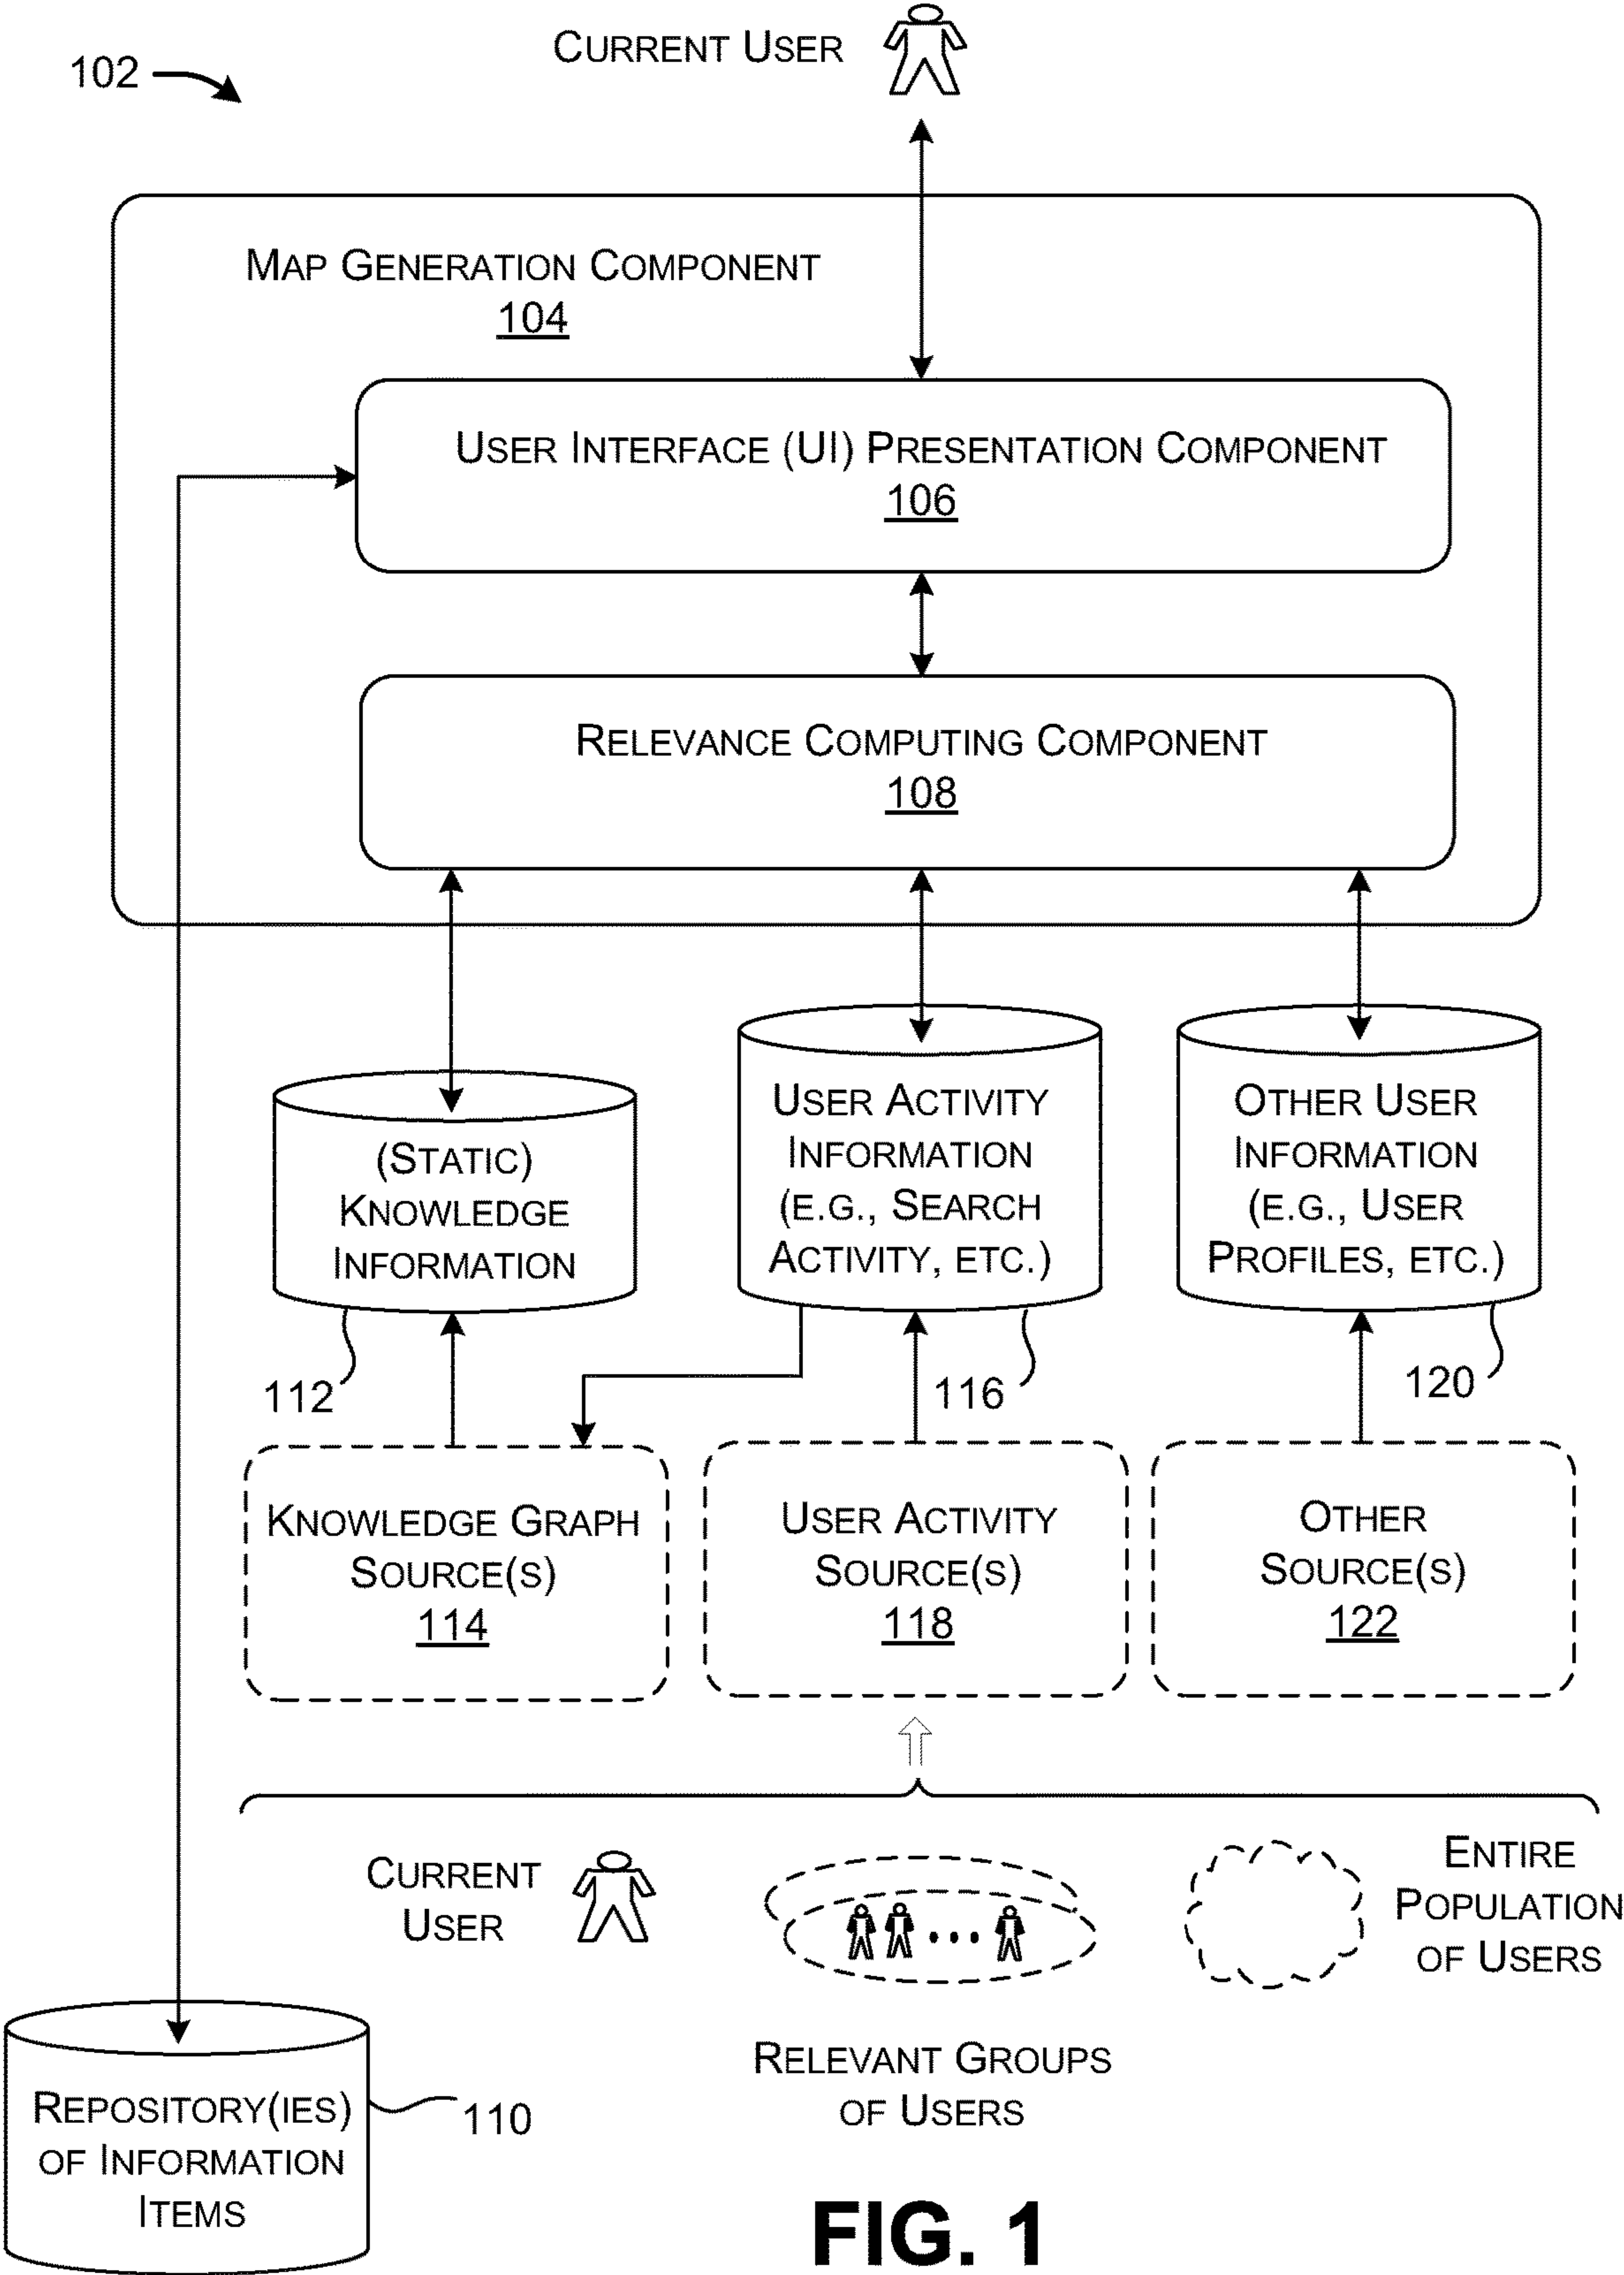 CURRENT USER
102
MAP GENERATION COMPONENT
104
USER INTERFACE (UI) PRESENTATION COMPONENT
106
RELEVANCE COMPUTING COMPONENT
108
(STATIC)
KNOWLEDGE
INFORMATION
112
USER ACTIVITY
INFORMATION
(E.G., SEARCH
ACTIVITY, ETC.)
116
OTHER USER
INFORMATION
(E.G., USER
PROFILES, ETC.)
120
KNOWLEDGE GRAPH
SOURCE(S)
114
USER ACTIVITY
SOURCE(S)
118
OTHER
SOURCE(S)
122
CURRENT
USER
RELEVANT GROUPS
OF USERS
ENTIRE
POPULATION
OF USERS
REPOSITORY(IES)
OF INFORMATION
ITEMS
110
FIG. 1